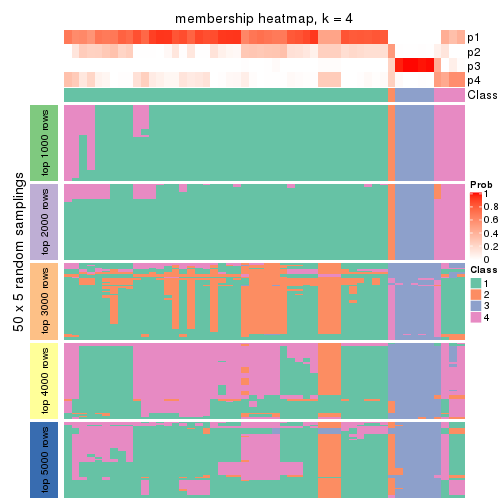 membership heatmap, k = 4
p1
p2
p3
p4
Class
50 x 5 random samplings
top 1000 rows
top 2000 rows
top 3000 rows
top 4000 rows
top 5000 rows
Prob
1
0.8
0.6
0.4
0.2
0
Class
1
2
3
4